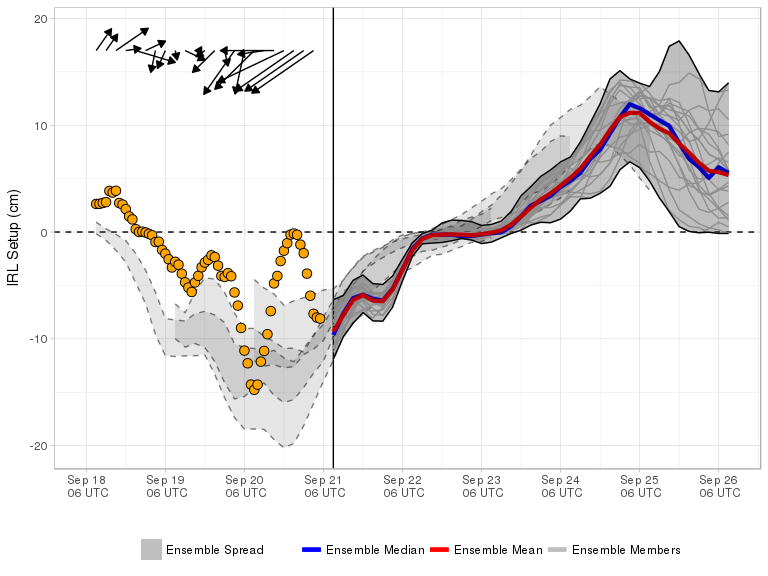 20
10
0
-10
-20
IRL Setup (cm)
Sep 18 Sep 19 Sep 20 Sep 21 Sep 22 Sep 23 Sep 24 Sep 25 Sep 26
06 UTC 06 UTC 06 UTC 06 UTC 06 UTC 06 UTC 06 UTC 06 UTC 06 UTC
Ensemble Spread Ensemble Median Ensemble Mean Ensemble Members